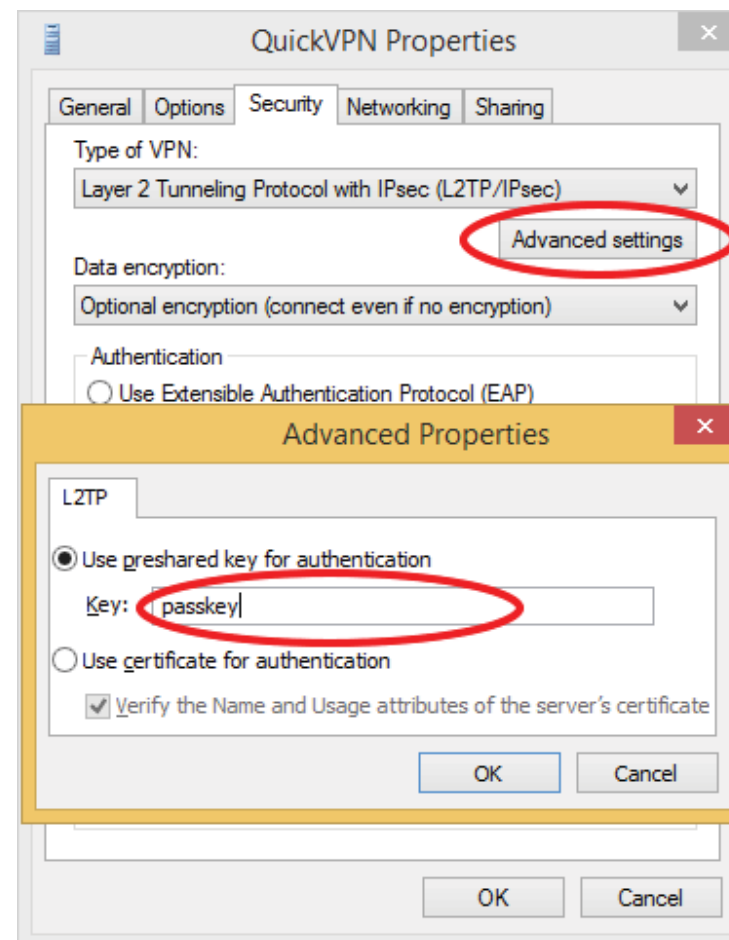 QuickVPN Properties
General Options Security Networking Sharing
Type of VPN:
Layer 2 Tunneling Protocol with IPsec (L2TP/IPsec)
Advanced settings
Data encryption:
Optional encryption (connect even if no encryption)
Authentication
Use Extensible Authentication Protocol (EAP)
Advanced Properties
L2TP
Use preshared key for authentication
Key: passkey
Use certificate for authentication
Verify the Name and Usage attributes of the server's certificate
OK Cancel
OK Cancel